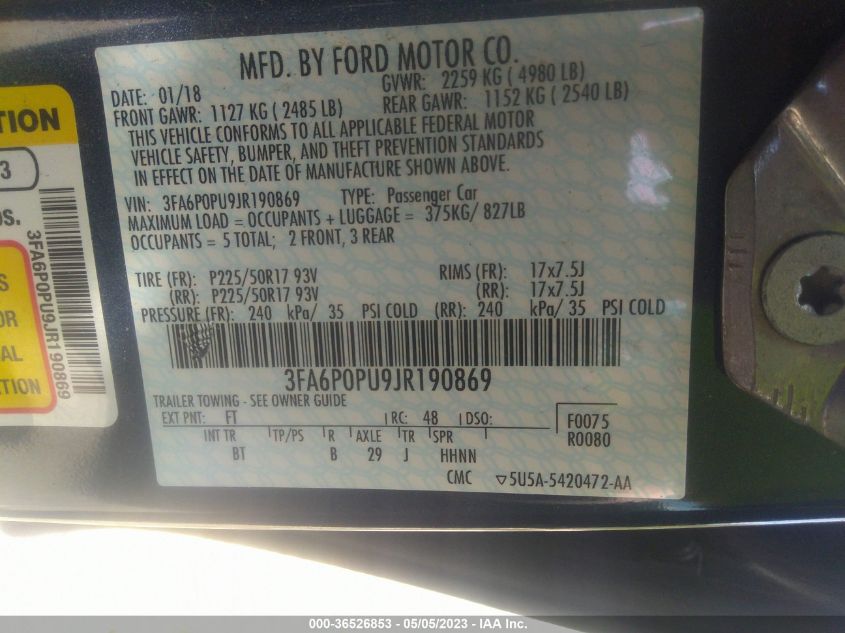 MFD. BY FORD MOTOR CO.
DATE: 01/18 GVWR: 2259 KG ( 4980 LB)
FRONT GAWR: 1127 KG ( 2485 LB) REAR GAWR: 1152 KG ( 2540 LB)
THIS VEHICLE CONFORMS TO ALL APPLICABLE FEDERAL MOTOR
VEHICLE SAFETY, BUMPER, AND THEFT PREVENTION STANDARDS
IN EFFECT ON THE DATE OF MANUFACTURE SHOWN ABOVE.
VIN: 3FA6P0PU9JR190869 TYPE: Passenger Car
MAXIMUM LOAD = OCCUPANTS + LUGGAGE = 375KG/ 827LB
OCCUPANTS = 5 TOTAL; 2 FRONT, 3 REAR
TIRE (FR): P225/50R17 93V RIMS (FR): 17x7.5J
(RR): P225/50R17 93V (RR): 17x7.5J
PRESSURE (FR): 240 kPa/ 35 PSI COLD (RR): 240 kPa/ 35 PSI COLD
3FA6P0PU9JR190869
TRAILER TOWING - SEE OWNER GUIDE
EXT PNT: FT RC: 48 DSO: F0075
INT TR TP/PS R AXLE TR SPR R0080
BT B 29 J HHNN
CMC ▽5U5A-5420472-AA
TION
3
OS.
3FA6P0PU9JR190869
S
OR
AL
000-36526853 — 05/05/2023 — IAA Inc.